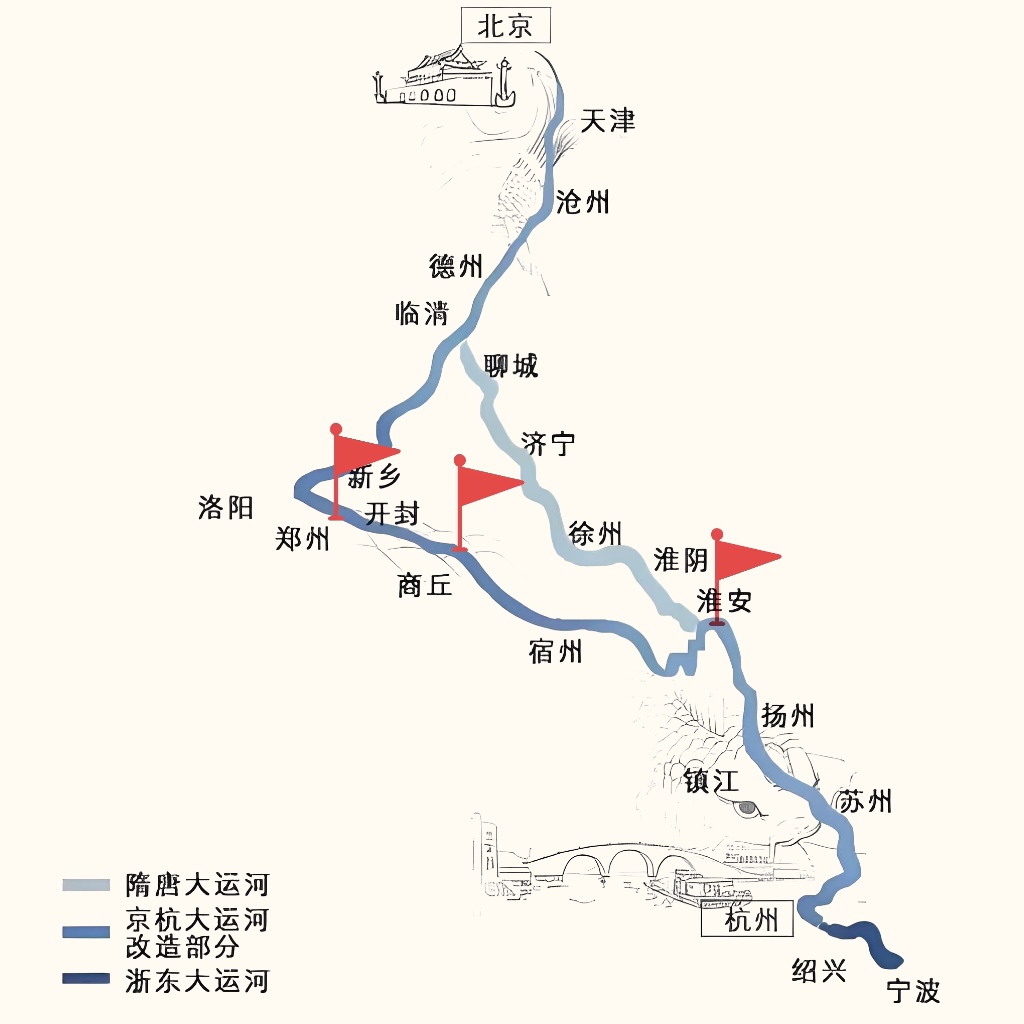 北京
天津
沧州
德州
临清
聊城
济宁
新乡
洛阳
开封
郑州
徐州
淮阴
商丘
淮安
宿州
扬州
镇江
苏州
隋唐大运河
京杭大运河
改造部分
杭州
浙东大运河
绍兴
宁波